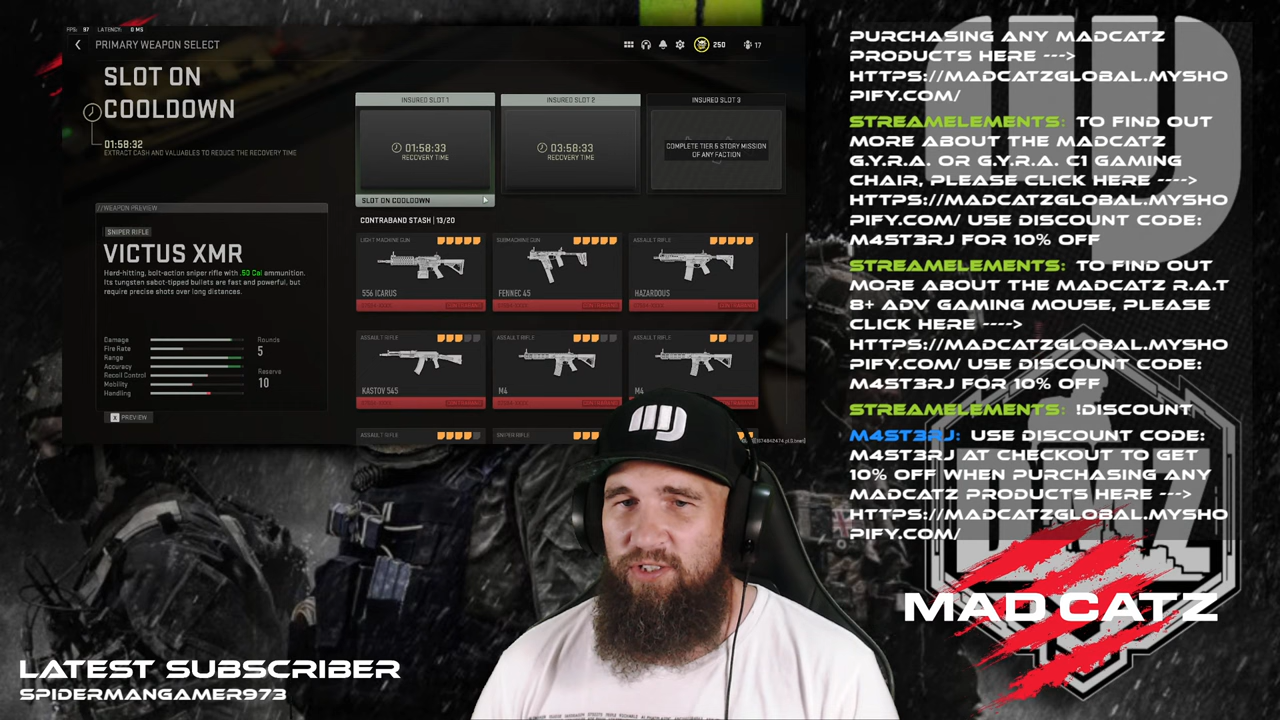 FPS: 87 LATENCY: 0 MS
PRIMARY WEAPON SELECT
250
17
SLOT ON
COOLDOWN
01:58:32
EXTRACT CASH AND VALUABLES TO REDUCE THE RECOVERY TIME
INSURED SLOT 1
INSURED SLOT 2
INSURED SLOT 3
01:58:33
RECOVERY TIME
03:58:33
RECOVERY TIME
COMPLETE TIER 5 STORY MISSION
OF ANY FACTION
SLOT ON COOLDOWN
CONTRABAND STASH | 13/20
//WEAPON PREVIEW
SNIPER RIFLE
VICTUS XMR
Hard-hitting, bolt-action sniper rifle with .50 Cal ammunition.
Its tungsten sabot-tipped bullets are fast and powerful, but
require precise shots over long distances.
Damage
Fire Rate
Range
Accuracy
Recoil Control
Mobility
Handling
Rounds
5
Reserve
10
X PREVIEW
LIGHT MACHINE GUN
556 ICARUS
CONTRABAND
SUBMACHINE GUN
FENNEC 45
CONTRABAND
ASSAULT RIFLE
HAZARDOUS
CONTRABAND
ASSAULT RIFLE
KASTOV 545
CONTRABAND
ASSAULT RIFLE
M4
CONTRABAND
ASSAULT RIFLE
M4
CONTRABAND
ASSAULT RIFLE
SNIPER RIFLE
PURCHASING ANY MADCATZ
PRODUCTS HERE --->
HTTPS://MADCATZGLOBAL.MYSHO
PIFY.COM/
STREAMELEMENTS: TO FIND OUT
MORE ABOUT THE MADCATZ
G.Y.R.A. OR G.Y.R.A. C1 GAMING
CHAIR, PLEASE CLICK HERE ---->
HTTPS://MADCATZGLOBAL.MYSHO
PIFY.COM/ USE DISCOUNT CODE:
M4ST3RJ FOR 10% OFF
STREAMELEMENTS: TO FIND OUT
MORE ABOUT THE MADCATZ R.A.T
8+ ADV GAMING MOUSE, PLEASE
CLICK HERE ---->
HTTPS://MADCATZGLOBAL.MYSHO
PIFY.COM/ USE DISCOUNT CODE:
M4ST3RJ FOR 10% OFF
STREAMELEMENTS: !DISCOUNT
M4ST3RJ: USE DISCOUNT CODE:
M4ST3RJ AT CHECKOUT TO GET
10% OFF WHEN PURCHASING ANY
MADCATZ PRODUCTS HERE --->
HTTPS://MADCATZGLOBAL.MYSHO
PIFY.COM/
MAD CATZ
LATEST SUBSCRIBER
SPIDERMANGAMER973